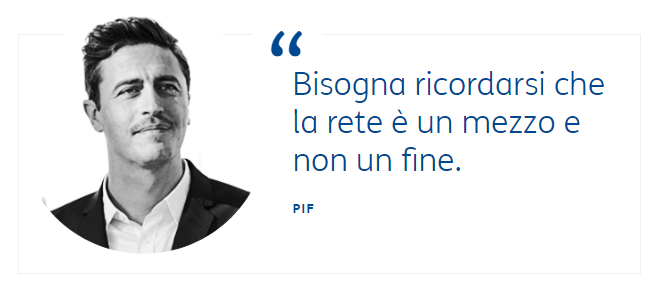 “
Bisogna ricordarsi che
la rete è un mezzo e
non un fine.
PIF